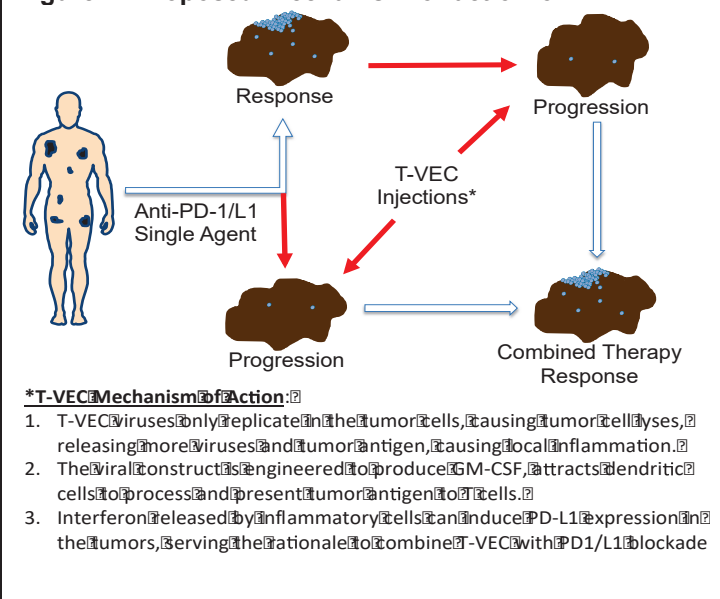 Response
Progression
T-VEC
Injections*
Anti-PD-1/L1
Single Agent
Progression
Combined Therapy
Response
*T-VEC Mechanism of Action:
1. T-VEC viruses only replicate in the tumor cells, causing tumor cell lyses,
releasing more viruses and tumor antigen, causing local inflammation.
2. The viral construct is engineered to produce GM-CSF, attracts dendritic
cells to process and present tumor antigen to T cells.
3. Interferon released by inflammatory cells can induce PD-L1 expression in
the tumors, serving the rationale to combine T-VEC with PD1/L1 blockade